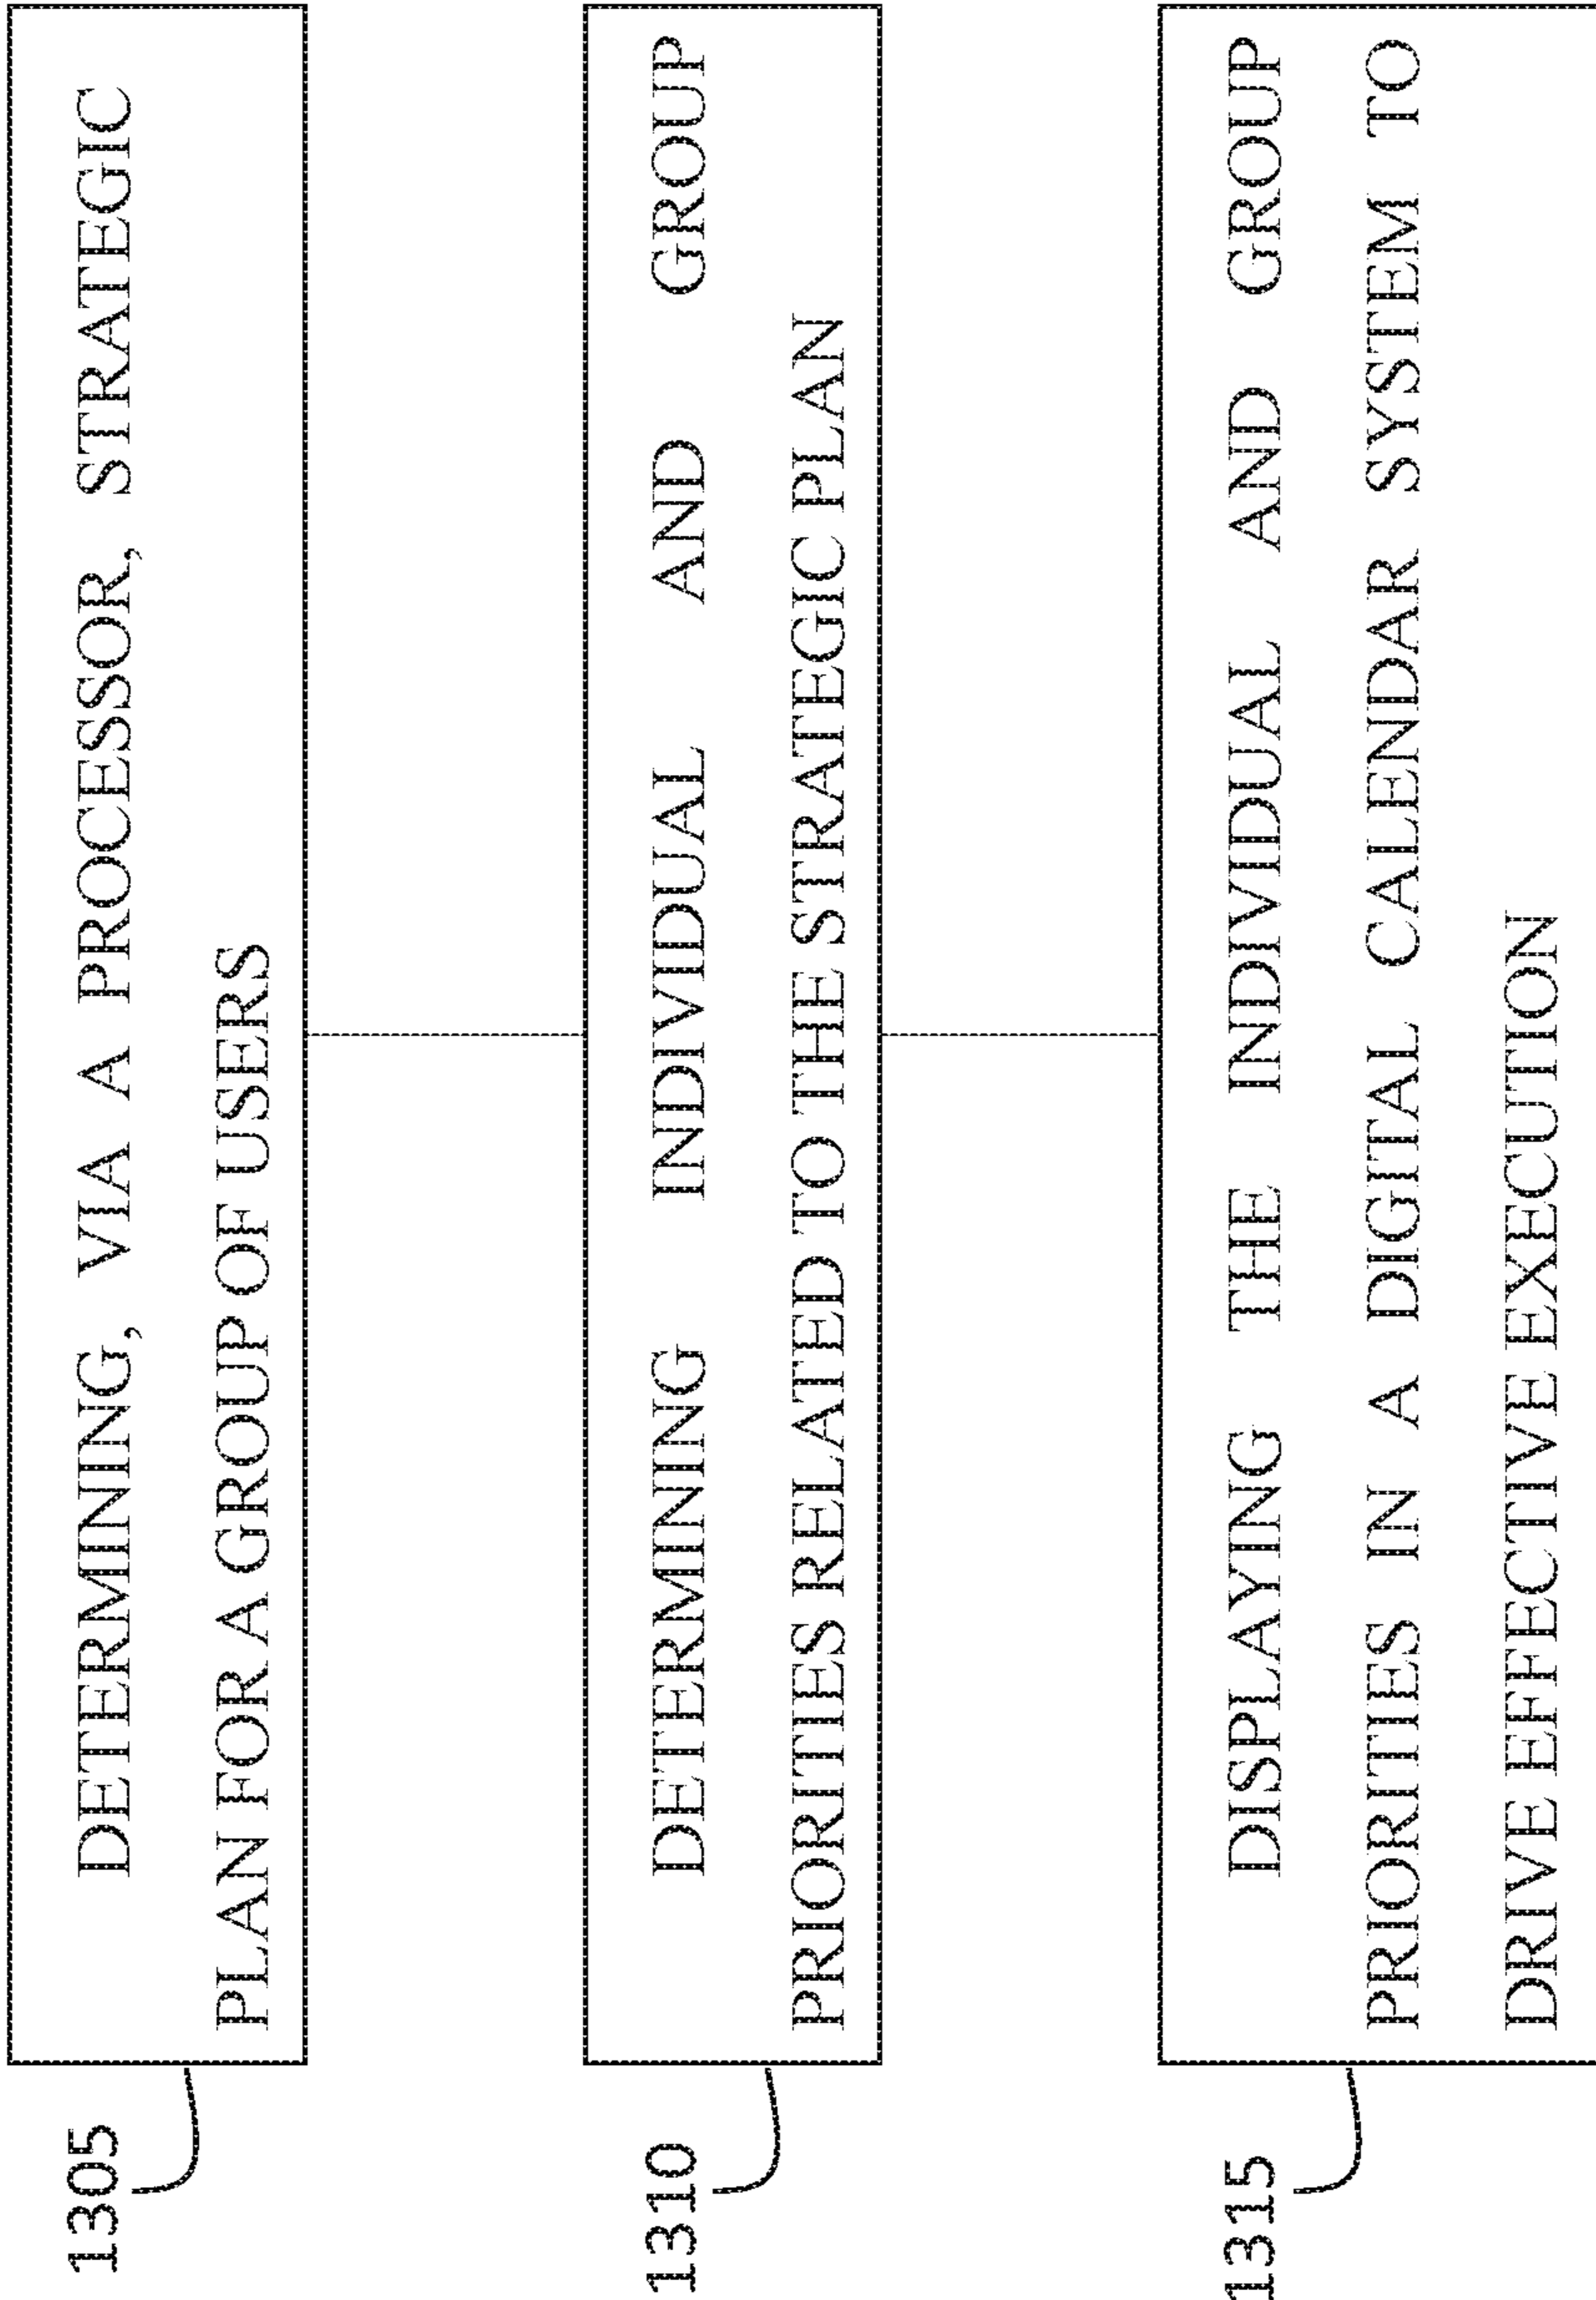 1305
DETERMINING, VIA A PROCESSOR, STRATEGIC
PLAN FOR A GROUP OF USERS
1310
DETERMINING INDIVIDUAL AND GROUP
PRIORITIES RELATED TO THE STRATEGIC PLAN
1315
DISPLAYING THE INDIVIDUAL AND GROUP
PRIORITIES IN A DIGITAL CALENDAR SYSTEM TO
DRIVE EFFECTIVE EXECUTION